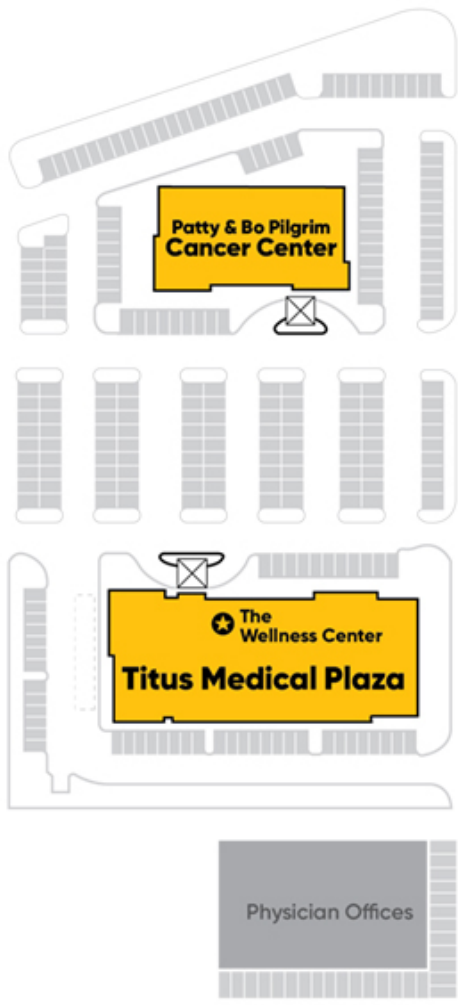 Patty & Bo Pilgrim
Cancer Center
The
Wellness Center
Titus Medical Plaza
Physician Offices